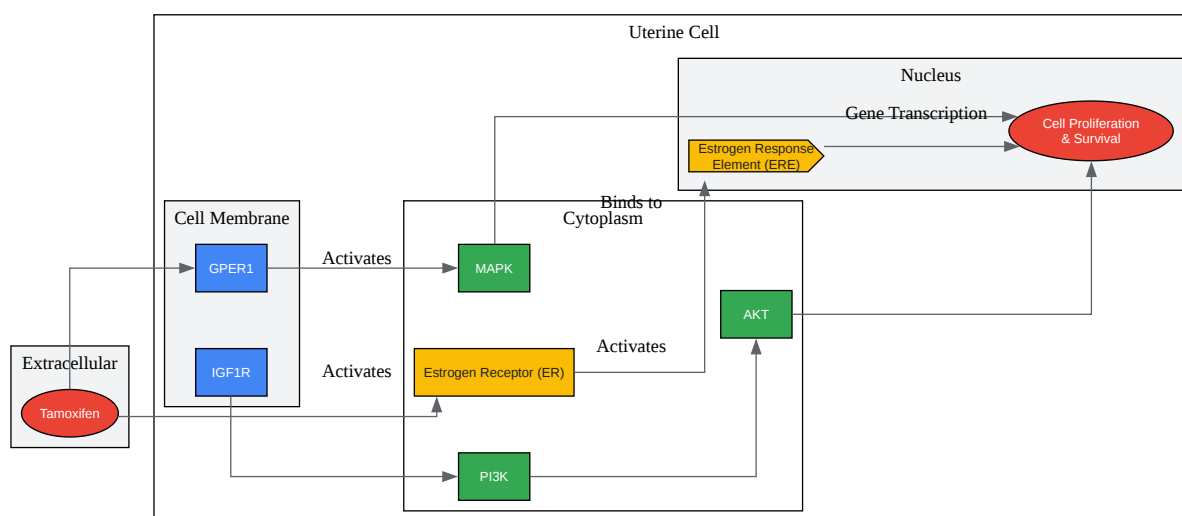 Uterine Cell
Nucleus
Gene Transcription
Cell Proliferation
& Survival
Estrogen Response
Element (ERE)
Binds to
Cell Membrane
Cytoplasm
GPER1
Activates
MAPK
AKT
Activates
Extracellular
IGF1R
Activates
Estrogen Receptor (ER)
Tamoxifen
PI3K